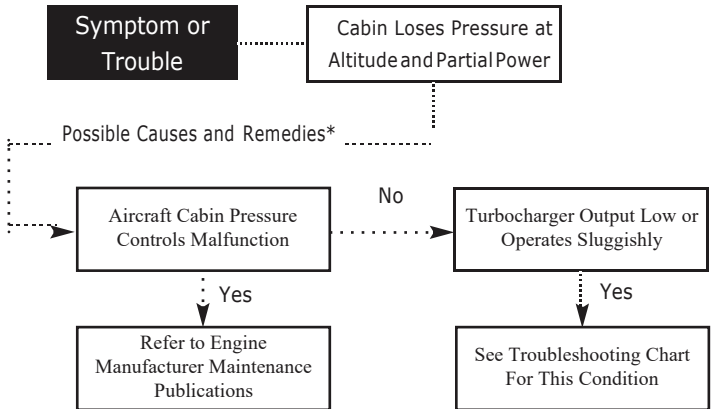 Symptom or
Trouble
Cabin Loses Pressure at
Altitude and Partial Power
Possible Causes and Remedies*
Aircraft Cabin Pressure
Controls Malfunction
No
Turbocharger Output Low or
Operates Sluggishly
Yes
Yes
Refer to Engine
Manufacturer Maintenance
Publications
See Troubleshooting Chart
For This Condition